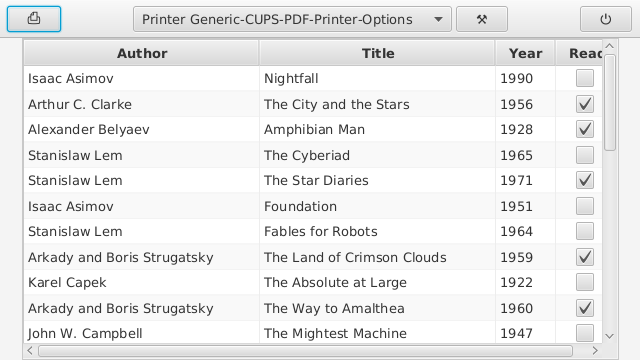 Printer Generic-CUPS-PDF-Printer-Options
Author Title Year Read
Isaac Asimov Nightfall 1990
Arthur C. Clarke The City and the Stars 1956
Alexander Belyaev Amphibian Man 1928
Stanislaw Lem The Cyberiad 1965
Stanislaw Lem The Star Diaries 1971
Isaac Asimov Foundation 1951
Stanislaw Lem Fables for Robots 1964
Arkady and Boris Strugatsky The Land of Crimson Clouds 1959
Karel Capek The Absolute at Large 1922
Arkady and Boris Strugatsky The Way to Amalthea 1960
John W. Campbell The Mightest Machine 1947